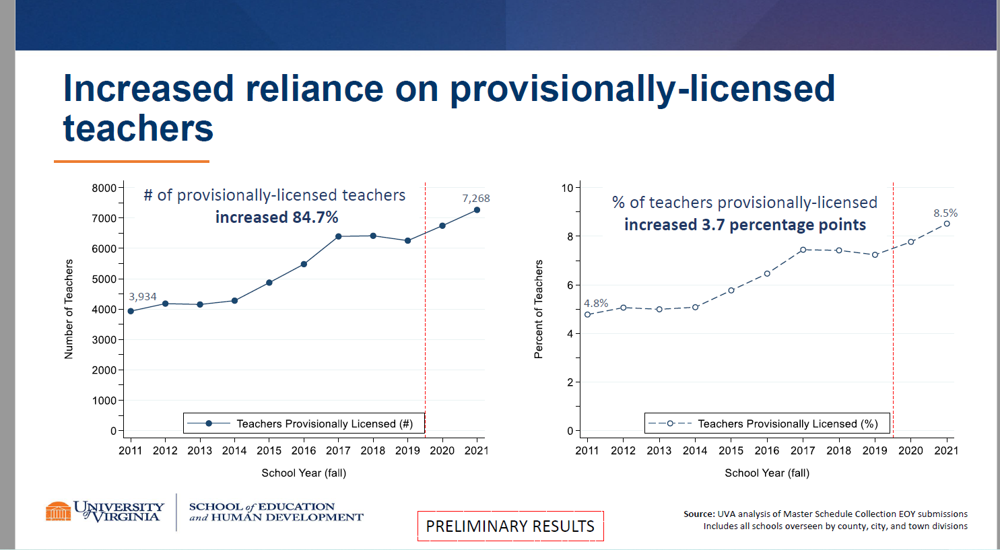 Increased reliance on provisionally-licensed
teachers
# of provisionally-licensed teachers
increased 84.7%
8000
7000
6000
5000
4000
3000
2000
1000
0
Number of Teachers
3,934
7,268
Teachers Provisionally Licensed (#)
2011 2012 2013 2014 2015 2016 2017 2018 2019 2020 2021
School Year (fall)
% of teachers provisionally-licensed
increased 3.7 percentage points
10
8
6
4
2
0
Percent of Teachers
4.8%
8.5%
Teachers Provisionally Licensed (%)
2011 2012 2013 2014 2015 2016 2017 2018 2019 2020 2021
School Year (fall)
UNIVERSITY
of VIRGINIA
SCHOOL of EDUCATION
and HUMAN DEVELOPMENT
PRELIMINARY RESULTS
Source: UVA analysis of Master Schedule Collection EOY submissions
Includes all schools overseen by county, city, and town divisions